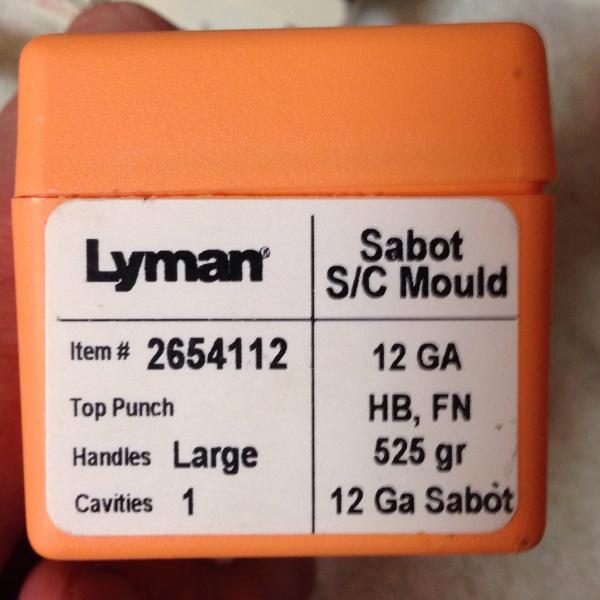 Lyman®
Sabot
S/C Mould
Item # 2654112
12 GA
Top Punch
HB, FN
Handles Large
525 gr
Cavities 1
12 Ga Sabot